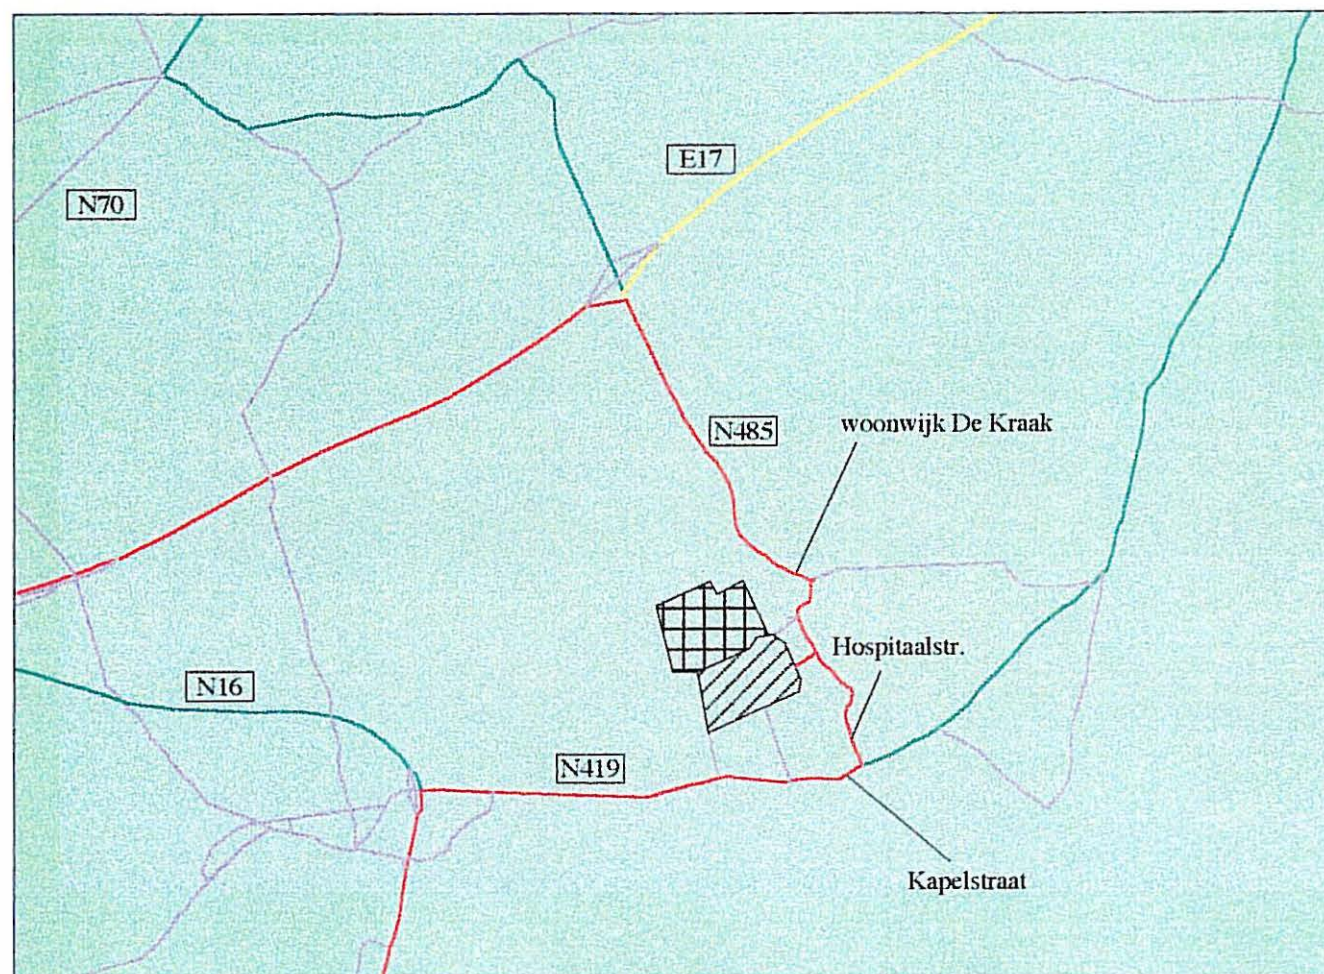 E17
N70
N485
woonwijk De Kraak
Hospitaalstr.
N16
N419
Kapelstraat